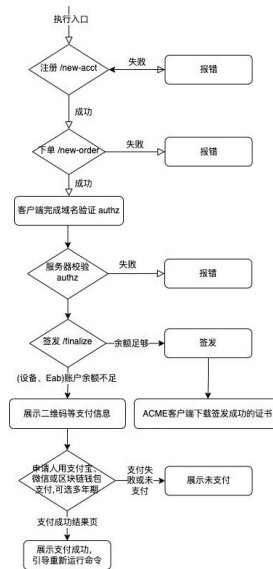 执行入口
注册 /new-acct
失败
报错
成功
下单 /new-order
失败
报错
成功
客户端完成域名验证 authz
服务器校验
authz
失败
报错
签发 /finalize
余额足够
签发
(设备、Eab)账户余额不足
展示二维码等支付信息
ACME客户端下载签发成功的证书
申请人用支付宝、
微信或区块链钱包
支付,可选多年期
支付失
败或未
支付
展示未支付
支付成功结果页
展示支付成功,
引导重新运行命令